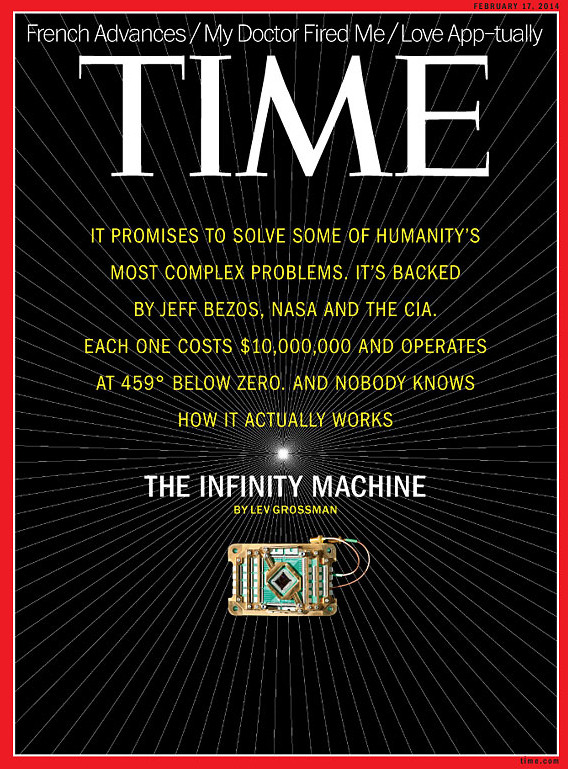 FEBRUARY 17, 2014
French Advances / My Doctor Fired Me / Love App-tually
TIME
IT PROMISES TO SOLVE SOME OF HUMANITY'S
MOST COMPLEX PROBLEMS. IT'S BACKED
BY JEFF BEZOS, NASA AND THE CIA.
EACH ONE COSTS $10,000,000 AND OPERATES
AT 459° BELOW ZERO. AND NOBODY KNOWS
HOW IT ACTUALLY WORKS
THE INFINITY MACHINE
BY LEV GROSSMAN
time.com